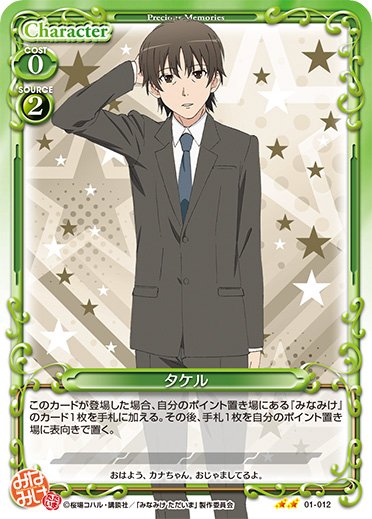 Precious Memories
Character
COST
0
SOURCE
2
タケル
このカードが登場した場合、自分のポイント置き場にある『みなみけ』
のカード1枚を手札に加える。その後、手札1枚を自分のポイント置き
場に表向きで置く。
おはよう、カナちゃん。おじゃましてるよ。
みなみけ
ただいま
©桜場コハル・講談社／「みなみけ ただいま」製作委員会
01-012